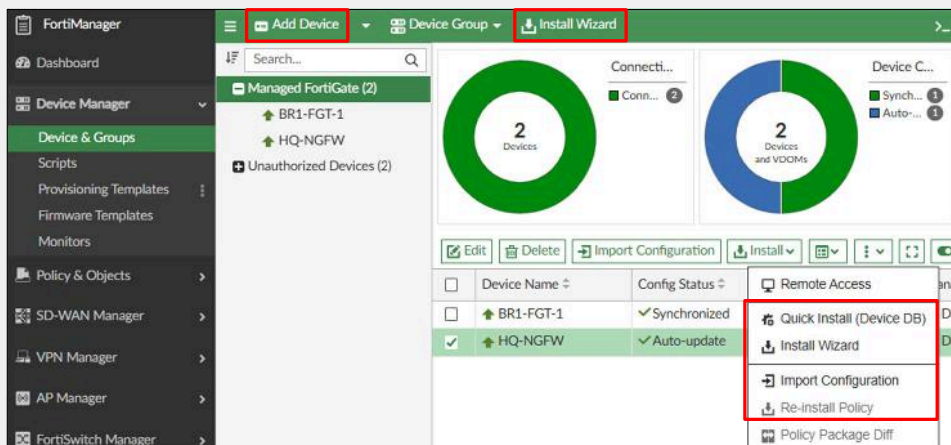 FortiManager
Add Device
Device Group
Install Wizard
>_
Dashboard
Device Manager
Device & Groups
Scripts
Provisioning Templates
Firmware Templates
Monitors
Policy & Objects
SD-WAN Manager
VPN Manager
AP Manager
FortiSwitch Manager
Search...
Managed FortiGate (2)
BR1-FGT-1
HQ-NGFW
Unauthorized Devices (2)
Connecti...
Conn... 2
2
Devices
Device C...
Synch... 1
Auto-... 1
2
Devices
and VDOMs
Edit
Delete
Import Configuration
Install
Device Name
Config Status
BR1-FGT-1
Synchronized
HQ-NGFW
Auto-update
Remote Access
Quick Install (Device DB)
Install Wizard
Import Configuration
Re-install Policy
Policy Package Diff